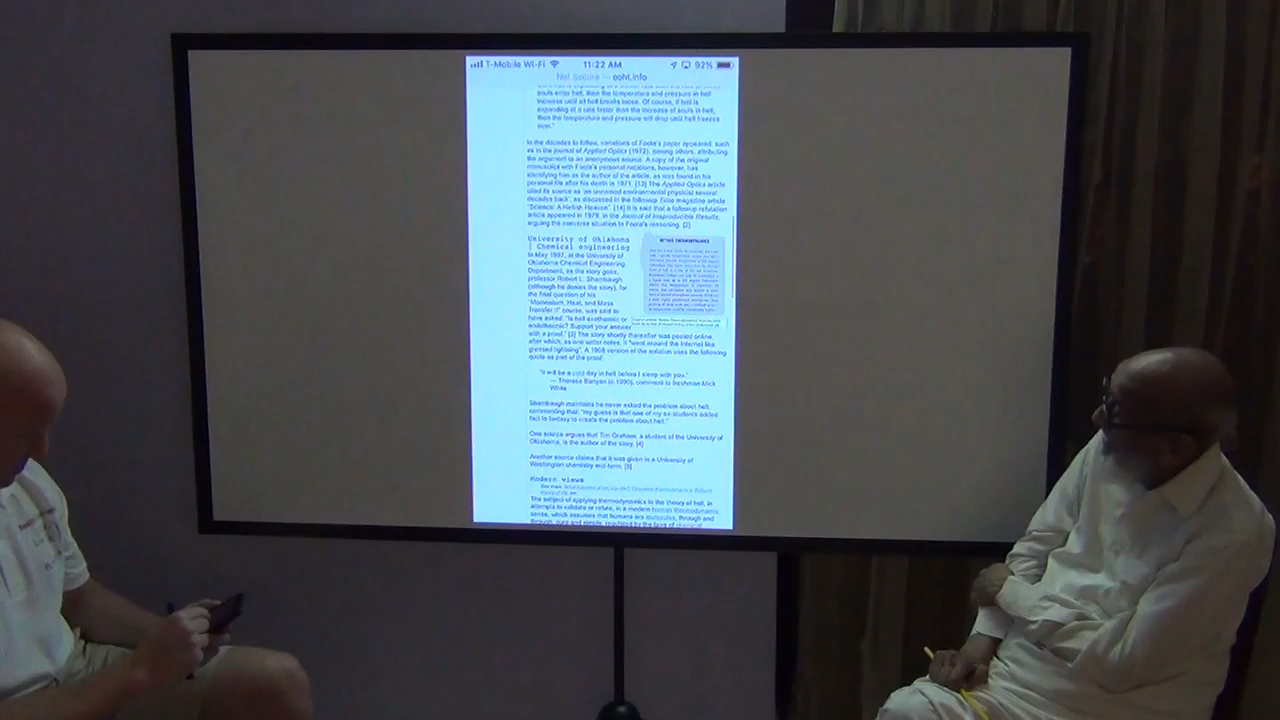 T-Mobile Wi-Fi 11:22 AM 92%
Not Secure — eoht.info
souls enter hell, then the temperature and pressure in hell
increase until all hell breaks loose. Of course, if hell is
expanding at a rate faster than the increase of souls in hell,
then the temperature and pressure will drop until hell freezes
over."
In the decades to follow, variations of Foote's paper appeared, such
as in the journal of Applied Optics (1972), among others, attributing
the argument to an anonymous source. A copy of the original
manuscript with Foote's personal notations, however, has
identifying him as the author of the article, as was found in his
personal file after his death in 1971. [13] The Applied Optics article
cited its source as 'an unnamed environmental physicist several
decades back', as discussed in the followup Time magazine article
"Science: A Hellish Heaven". [14] It is said that a followup refutation
article appeared in 1979, in the Journal of Irreproducible Results,
arguing the converse situation to Foote's reasoning. [2]
University of Oklahoma
| Chemical engineering
In May 1997, at the University of
Oklahoma Chemical Engineering
Department, as the story goes,
professor Robert L. Shambaugh
(although he denies the story), for
the final question of his
"Momentum, Heat, and Mass
Transfer II" course, was said to
have asked: "Is hell exothermic or
endothermic? Support your answer
with a proof." [3] The story shortly thereafter was posted online,
after which, as one writer notes, it "went around the Internet like
greased lightning". A 1998 version of the solution uses the following
quote as part of the proof:
"It will be a cold day in hell before I sleep with you."
— Theresa Banyan (c.1990), comment to freshman Mick
White
Shambaugh maintains he never asked the problem about hell;
commenting that: "my guess is that one of my ex students added
fact to fantasy to create the problem about hell."
One source argues that Tim Graham, a student of the University of
Oklahoma, is the author of the story. [4]
Another source claims that it was given in a University of
Washington chemistry mid-term. [5]
Modern views
The subject of applying thermodynamics to the theory of hell, in
attempts to validate or refute, in a modern human thermodynamic
sense, which assumes that humans are molecules, through and
through, pure and simple, regulated by the laws of chemical